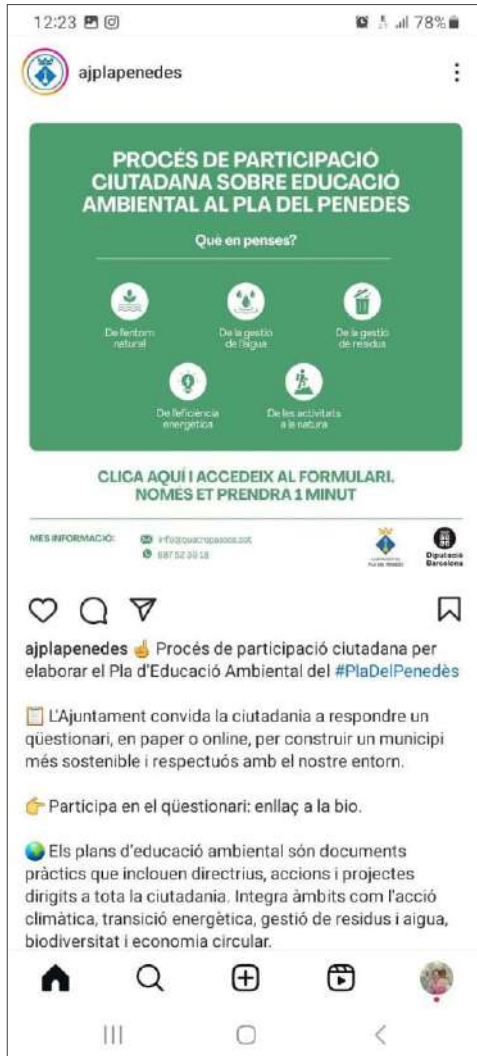 12:23
78%
ajplapenedes
PROCÉS DE PARTICIPACIÓ
CIUTADANA SOBRE EDUCACIÓ
AMBIENTAL AL PLA DEL PENEDÈS
Què en penses?
De l'entorn
natural
De la gestió
de l'aigua
De la gestió
de residus
De l'eficiència
energètica
De les activitats
a la natura
CLICA AQUÍ I ACCEDEIX AL FORMULARI.
NOMÉS ET PRENDRA 1 MINUT
MES INFORMACIÓ:
PLA DEL PENEDÈS
Diputació
Barcelona
ajplapenedes ☝️ Procés de participació ciutadana per
elaborar el Pla d'Educació Ambiental del #PlaDelPenedès
📋 L'Ajuntament convida la ciutadania a respondre un
qüestionari, en paper o online, per construir un municipi
més sostenible i respectuós amb el nostre entorn.
👉 Participa en el qüestionari: enllaç a la bio.
🌍 Els plans d'educació ambiental són documents
pràctics que inclouen directrius, accions i projectes
dirigits a tota la ciutadania. Integra àmbits com l'acció
climàtica, transició energètica, gestió de residus i aigua,
biodiversitat i economia circular.